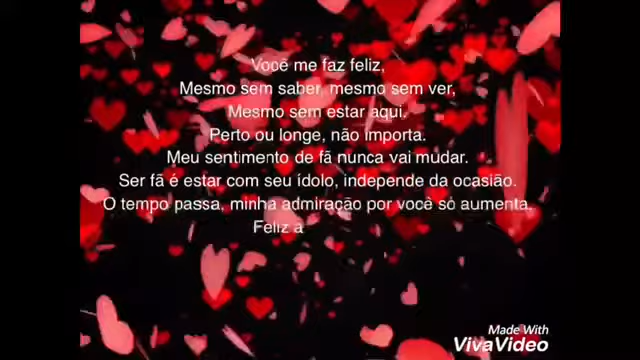 Você me faz feliz,
Mesmo sem saber, mesmo sem ver,
Mesmo sem estar aqui,
Perto ou longe, não importa.
Meu sentimento de fã nunca vai mudar.
Ser fã é estar com seu ídolo, independe da ocasião.
O tempo passa, minha admiração por você só aumenta.
Feliz a
Made With
VivaVideo